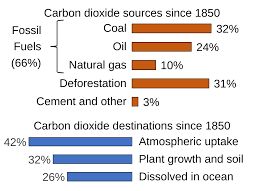 Carbon dioxide sources since 1850
Fossil Fuels (66%)
Coal 32%
Oil 24%
Natural gas 10%
Deforestation 31%
Cement and other 3%
Carbon dioxide destinations since 1850
42% Atmospheric uptake
32% Plant growth and soil
26% Dissolved in ocean